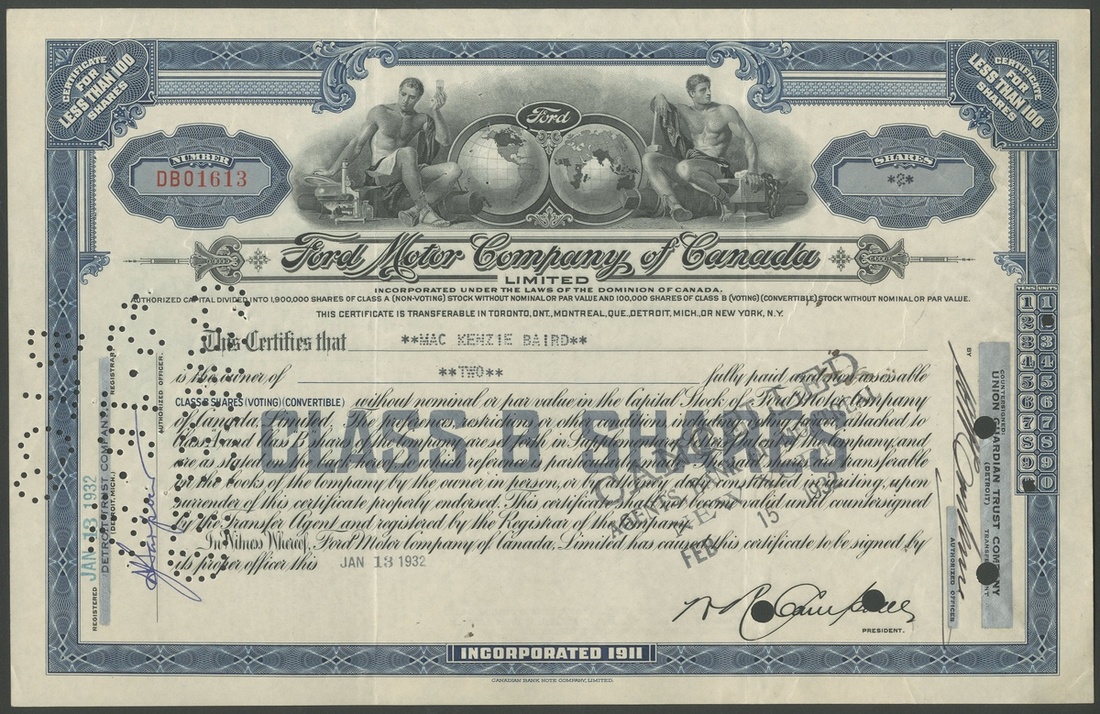 CERTIFICATE
FOR
LESS THAN 100
SHARES
CERTIFICATE
FOR
LESS THAN 100
SHARES
Ford
NUMBER
DB01613
SHARES
*2*
Ford Motor Company of Canada
LIMITED
INCORPORATED UNDER THE LAWS OF THE DOMINION OF CANADA.
AUTHORIZED CAPITAL DIVIDED INTO 1,900,000 SHARES OF CLASS A (NON-VOTING) STOCK WITHOUT NOMINAL OR PAR VALUE AND 100,000 SHARES OF CLASS B (VOTING) (CONVERTIBLE) STOCK WITHOUT NOMINAL OR PAR VALUE.
THIS CERTIFICATE IS TRANSFERABLE IN TORONTO, ONT., MONTREAL, QUE., DETROIT, MICH., OR NEW YORK, N.Y.
This Certifies that **MAC KENZIE BAIRD**
is the owner of **TWO** fully paid and non assessable
CLASS B SHARES (VOTING) (CONVERTIBLE) without nominal or par value in the Capital Stock of Ford Motor Company
of Canada, Limited. The preferences, restrictions or other conditions, including those attached to
Class A and Class B shares of the Company are set forth in Supplementary Letters Patent of the Company, and
are as stated on the back hereof to which reference is particularly made. The said shares are transferable
on the books of the Company by the owner in person, or by attorney duly constituted in writing, upon
surrender of this certificate properly endorsed. This certificate shall not become valid until countersigned
by the Transfer Agent and registered by the Registrar of the Company.
In Witness Whereof, Ford Motor Company of Canada, Limited has caused this certificate to be signed by
its proper officer this JAN 13 1932
CLASS B SHARES
CANCELLED
NEW
FEB 15 1932
PRESIDENT.
REGISTERED JAN 13 1932
DETROIT TRUST COMPANY
(DETROIT, MICH.) REGISTRAR.
AUTHORIZED OFFICER.
COUNTERSIGNED:
UNION GUARDIAN TRUST COMPANY
(DETROIT) TRANSFER AGENT
BY
AUTHORIZED OFFICER
TENS UNITS
1 1
2
3 3
4 4
5 5
6 6
7 7
8 8
9 9
0
INCORPORATED 1911
CANADIAN BANK NOTE COMPANY, LIMITED.